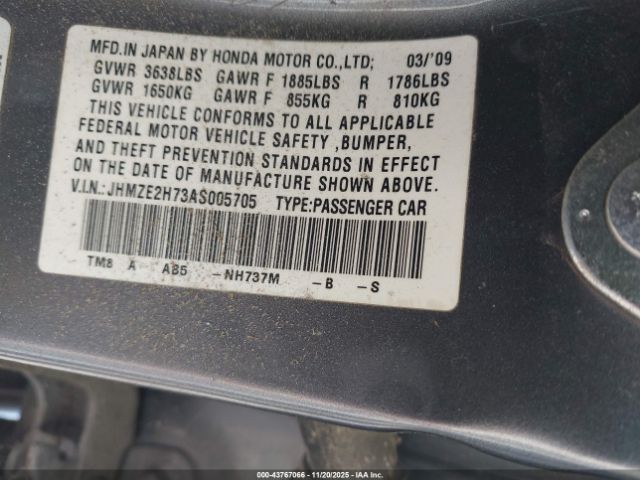 MFD.IN JAPAN BY HONDA MOTOR CO.,LTD; 03/'09
GVWR 3638LBS GAWR F 1885LBS R 1786LBS
GVWR 1650KG GAWR F 855KG R 810KG
THIS VEHICLE CONFORMS TO ALL APPLICABLE
FEDERAL MOTOR VEHICLE SAFETY ,BUMPER,
AND THEFT PREVENTION STANDARDS IN EFFECT
ON THE DATE OF MANUFACTURE SHOWN ABOVE.
V.I.N.: JHMZE2H73AS005705 TYPE:PASSENGER CAR
TM8 A AB5 -NH737M -B -S
000-43767066 | 11/20/2025 - IAAI.COM